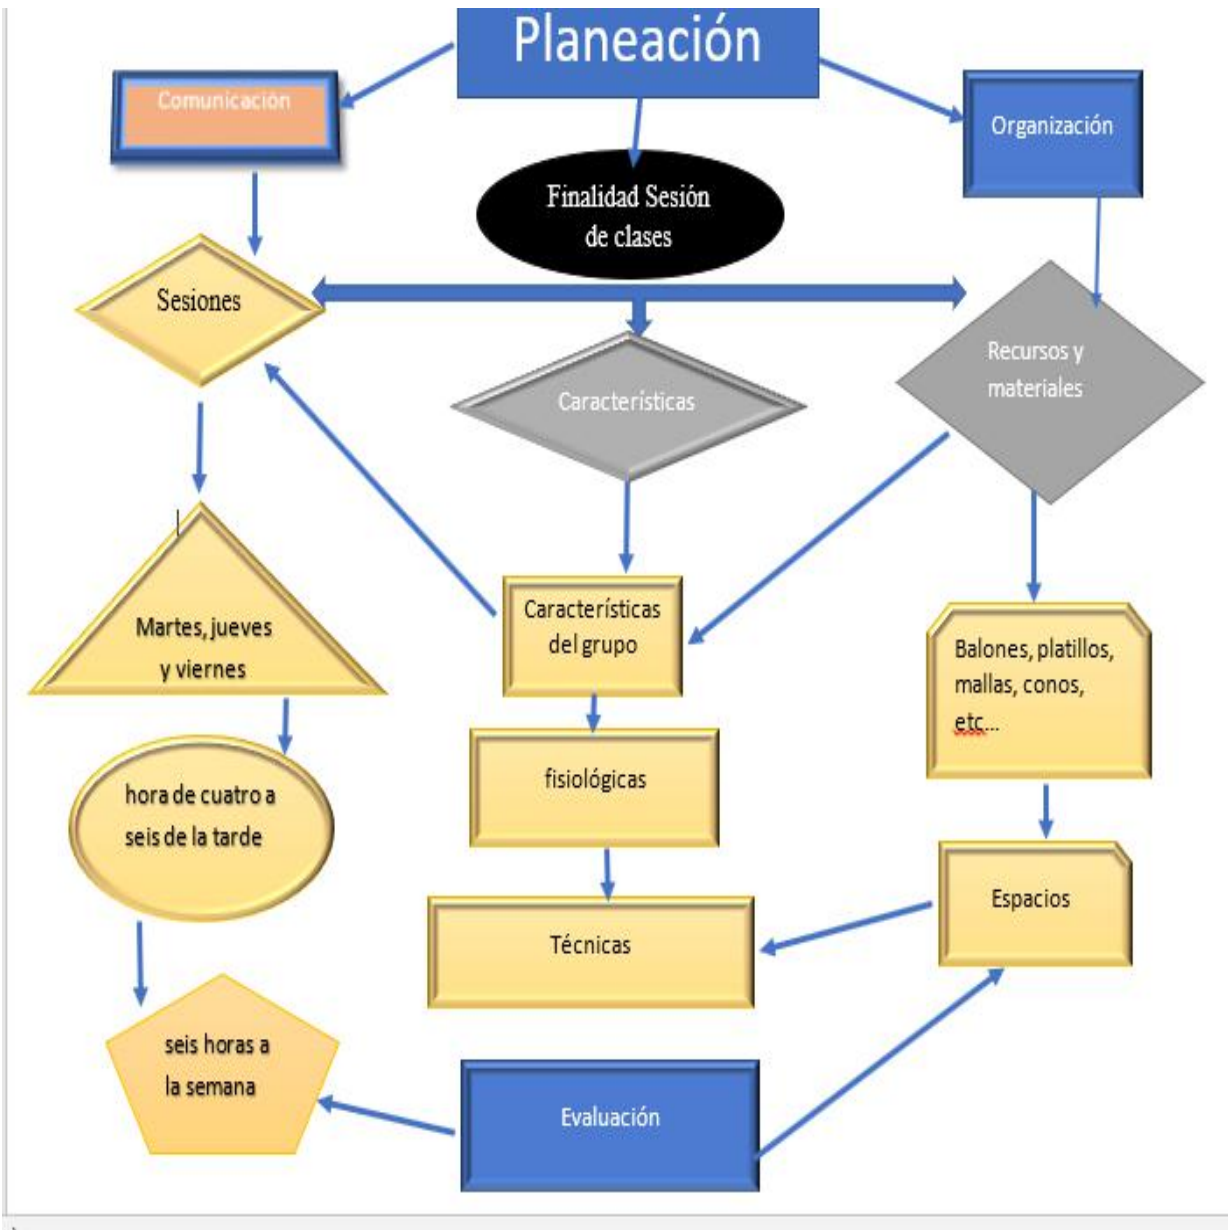 Planeación
Comunicación
Organización
Finalidad Sesión
de clases
Sesiones
Recursos y
materiales
Características
Características
del grupo
Martes, jueves
y viernes
Balones, platillos,
mallas, conos,
etc...
fisiológicas
hora de cuatro a
seis de la tarde
Espacios
Técnicas
seis horas a
la semana
Evaluación